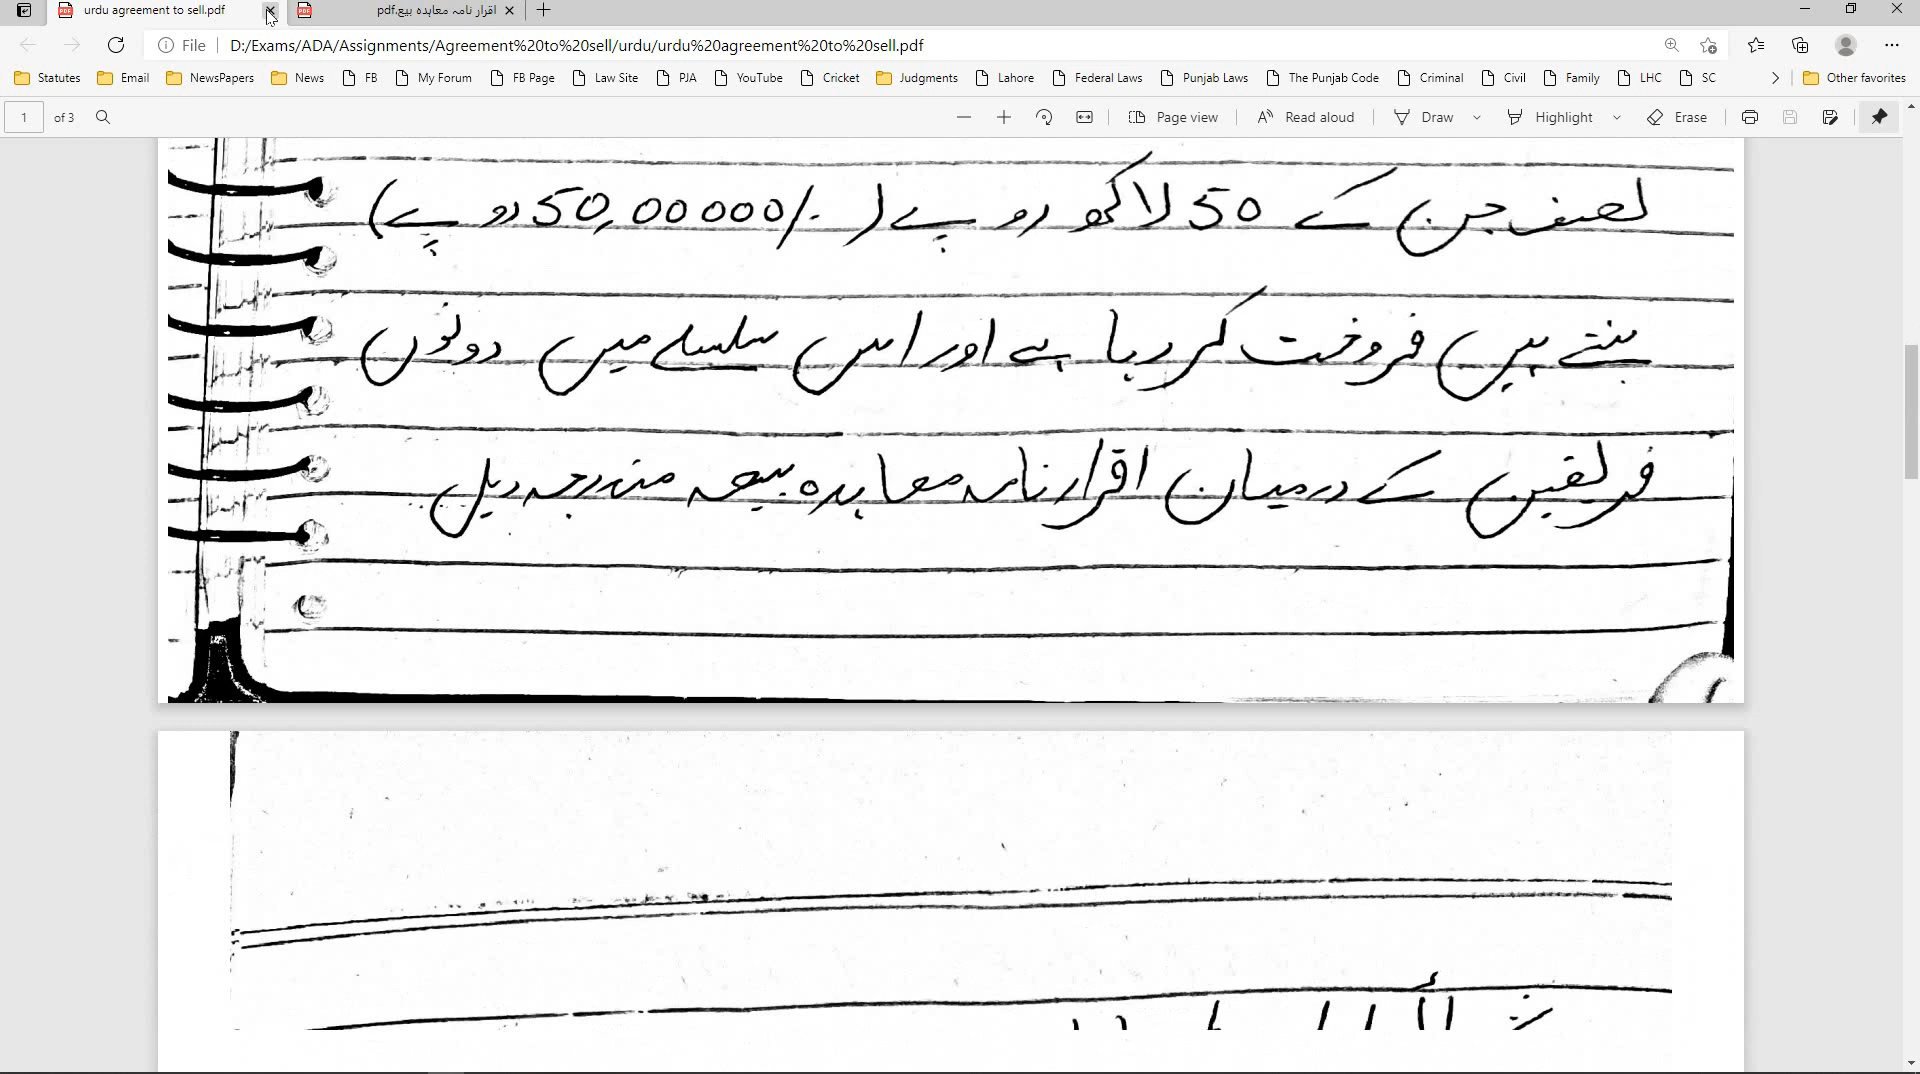 urdu agreement to sell.pdf
اقرار نامہ معاہدہ بیع.pdf
File
D:/Exams/ADA/Assignments/Agreement%20to%20sell/urdu/urdu%20agreement%20to%20sell.pdf
Statutes Email NewsPapers News FB My Forum FB Page Law Site PJA YouTube Cricket Judgments Lahore Federal Laws Punjab Laws The Punjab Code Criminal Civil Family LHC SC Other favorites
1 of 3 Page view Read aloud Draw Highlight Erase
نصف جن کے 50 لاکھ روپے (50,00000/- روپے)
بنتے ہیں فروخت کر رہا ہے اور اس سلسلے میں دونوں
فریقین کے درمیان اقرار نامہ معاہدہ بیعہ مندرجہ ذیل